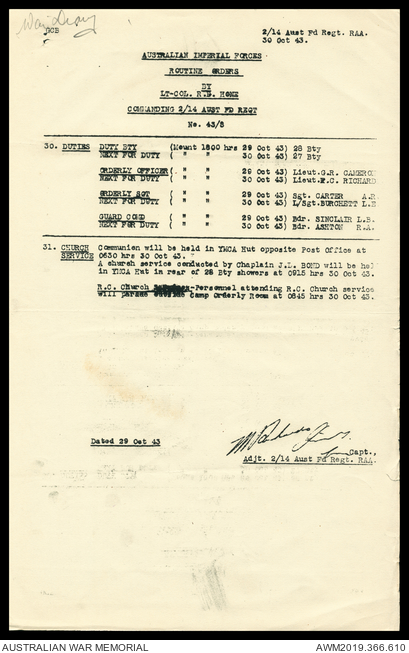 War Diary
GCB
2/14 Aust Fd Regt. RAA.
30 Oct 43.
AUSTRALIAN IMPERIAL FORCES
ROUTINE ORDERS
BY
LT-COL. R.B. HONE
COMMANDING 2/14 AUST FD REGT
No. 43/8
30. DUTIES DUTY BTY (Mount 1800 hrs 29 Oct 43) 28 Bty
NEXT FOR DUTY ( " " 30 Oct 43) 27 Bty
ORDERLY OFFICER ( " " 29 Oct 43) Lieut.G.R. CAMERO
NEXT FOR DUTY ( " " 30 Oct 43) Lieut.P.C. RICHARD
ORDERLY SGT ( " " 29 Oct 43) Sgt. CARTER A.R
NEXT FOR DUTY ( " " 30 Oct 43) L/Sgt.BURCHETT L.E
GUARD COMD ( " " 29 Oct 43) Bdr. SINCLAIR L.B.
NEXT FOR DUTY ( " " 30 Oct 43) Bdr. ASHTON R.A.
31. CHURCH Communion will be held in YMCA Hut opposite Post Office at
SERVICE 0630 hrs 30 Oct 43.
A church service conducted by Chaplain J.L. BOND will be hel
in YMCA Hut in rear of 28 Bty showers at 0915 hrs 30 Oct 43.
R.C. Church -Personnel attending R.C. Church service
will parade outside Camp Orderly Room at 0845 hrs 30 Oct 43.
Dated 29 Oct 43
Capt.,
Adjt. 2/14 Aust Fd Regt. RAA.
AUSTRALIAN WAR MEMORIAL
AWM2019.366.610